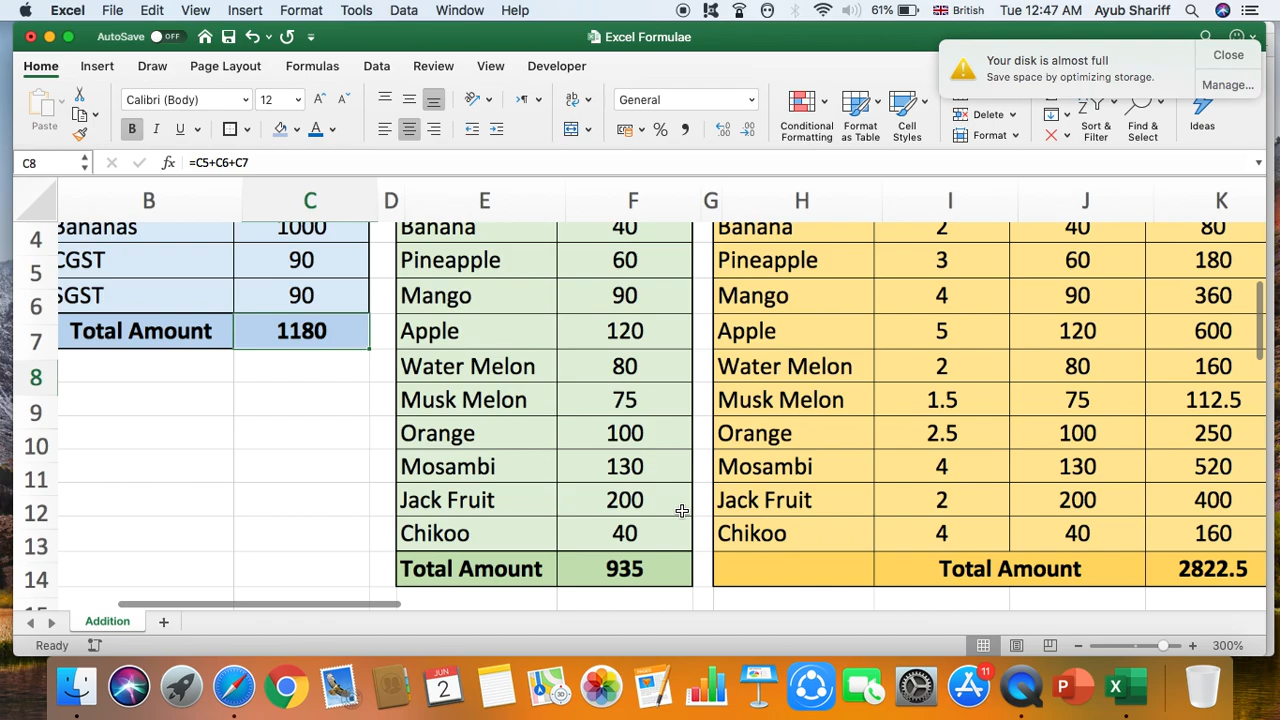 Excel File Edit View Insert Format Tools Data Window Help 61% British Tue 12:47 AM Ayub Shariff
AutoSave OFF Excel Formulae
Your disk is almost full
Save space by optimizing storage.
Close
Manage...
Home Insert Draw Page Layout Formulas Data Review View Developer
Paste
Calibri (Body) 12 A A
B I U A
ab
General
% , .00 .0
Conditional Formatting
Format as Table
Cell Styles
Delete
Format
Sort & Filter
Find & Select
Ideas
C8 fx =C5+C6+C7
B C D E F G H I J K
4 Bananas 1000 Banana 40 Banana 2 40 80
5 CGST 90 Pineapple 60 Pineapple 3 60 180
6 SGST 90 Mango 90 Mango 4 90 360
7 Total Amount 1180 Apple 120 Apple 5 120 600
8 Water Melon 80 Water Melon 2 80 160
9 Musk Melon 75 Musk Melon 1.5 75 112.5
10 Orange 100 Orange 2.5 100 250
11 Mosambi 130 Mosambi 4 130 520
12 Jack Fruit 200 Jack Fruit 2 200 400
13 Chikoo 40 Chikoo 4 40 160
14 Total Amount 935 Total Amount 2822.5
Addition
Ready 300%
JUN 2
11
P X